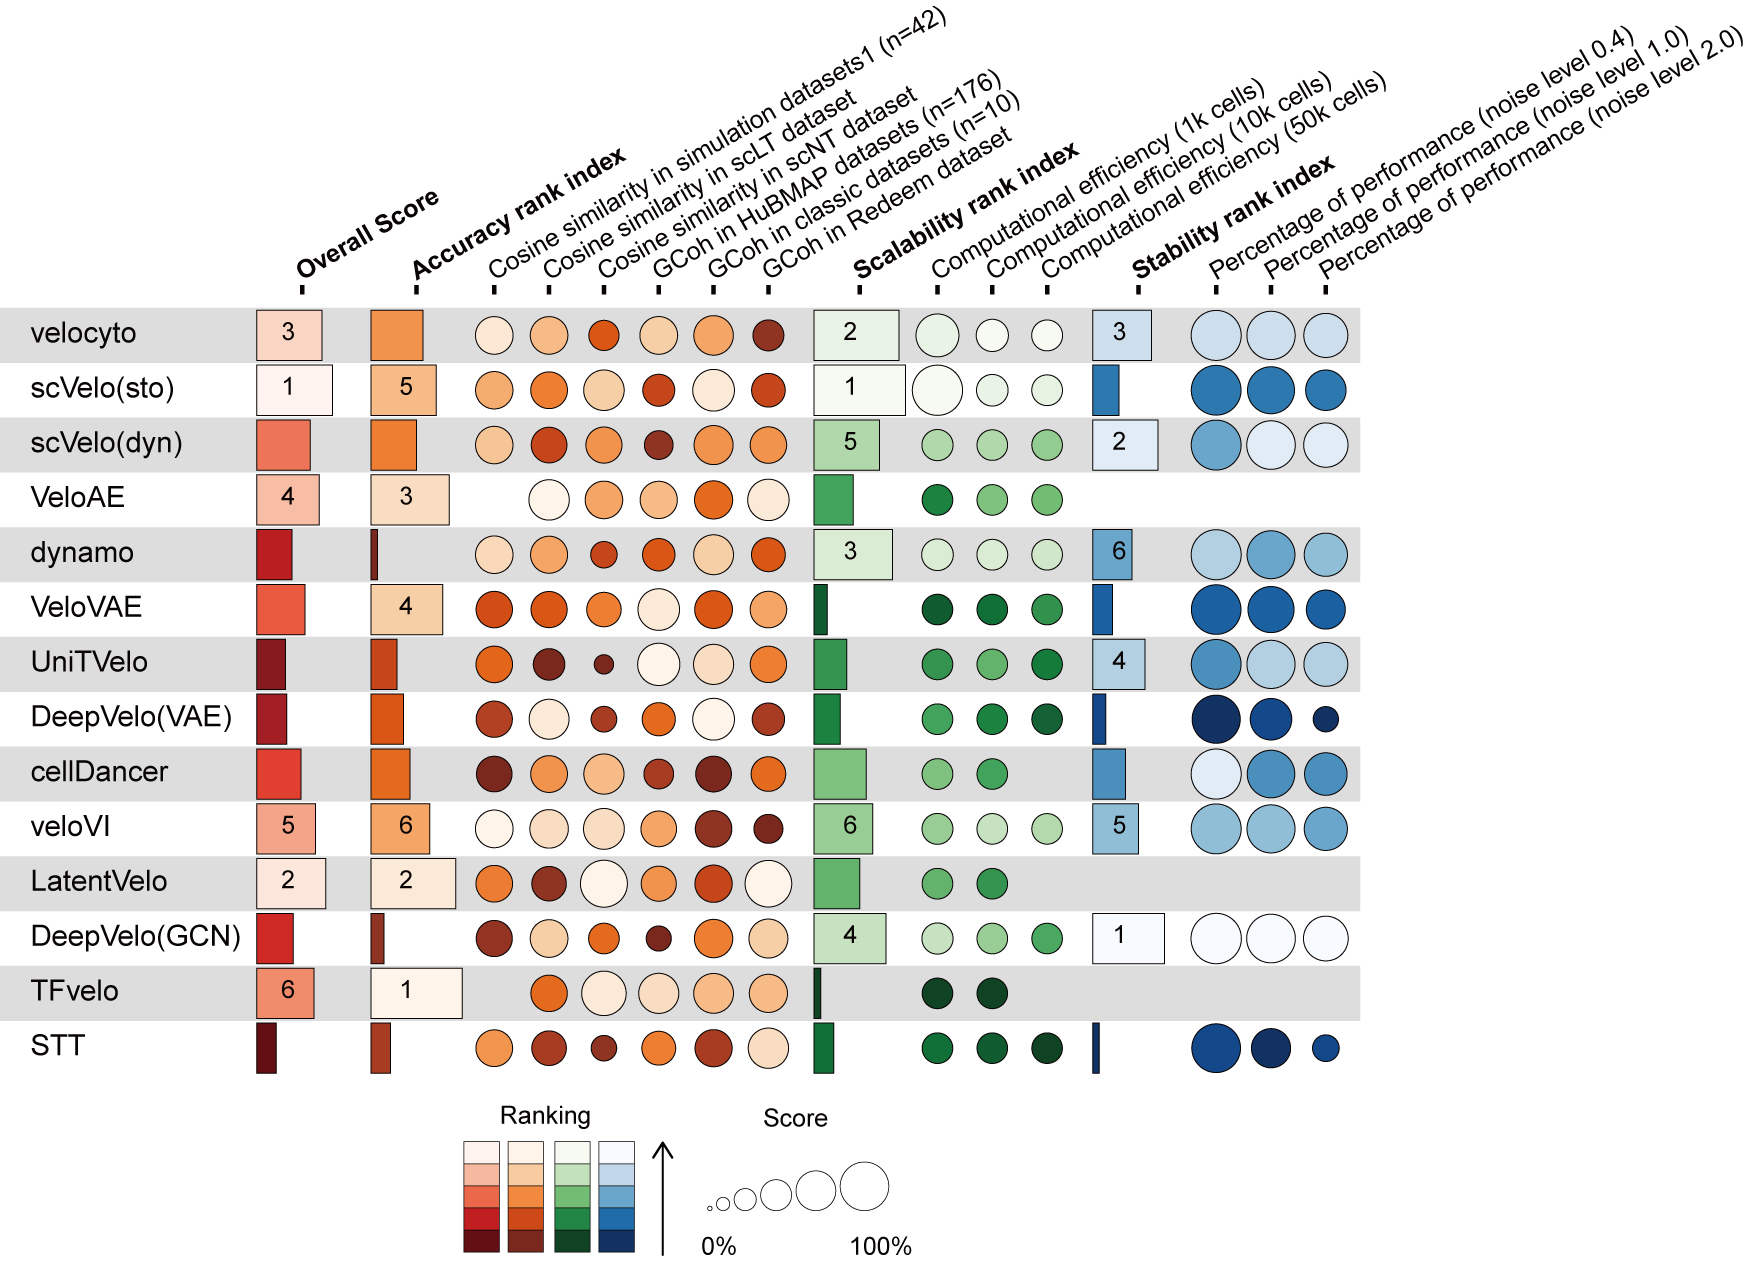 Overall Score
Accuracy rank index
Cosine similarity in simulation datasets1 (n=42)
Cosine similarity in scLT dataset
Cosine similarity in scNT dataset
GCoh in HuBMAP datasets (n=176)
GCoh in classic datasets (n=10)
GCoh in Redeem dataset
Scalability rank index
Computational efficiency (1k cells)
Computational efficiency (10k cells)
Computational efficiency (50k cells)
Stability rank index
Percentage of performance (noise level 0.4)
Percentage of performance (noise level 1.0)
Percentage of performance (noise level 2.0)
velocyto 3 2 3
scVelo(sto) 1 5 1
scVelo(dyn) 5 2
VeloAE 4 3
dynamo 3 6
VeloVAE 4
UniTVelo 4
DeepVelo(VAE)
cellDancer
veloVI 5 6 6 5
LatentVelo 2 2
DeepVelo(GCN) 4 1
TFvelo 6 1
STT
Ranking
Score
0% 100%